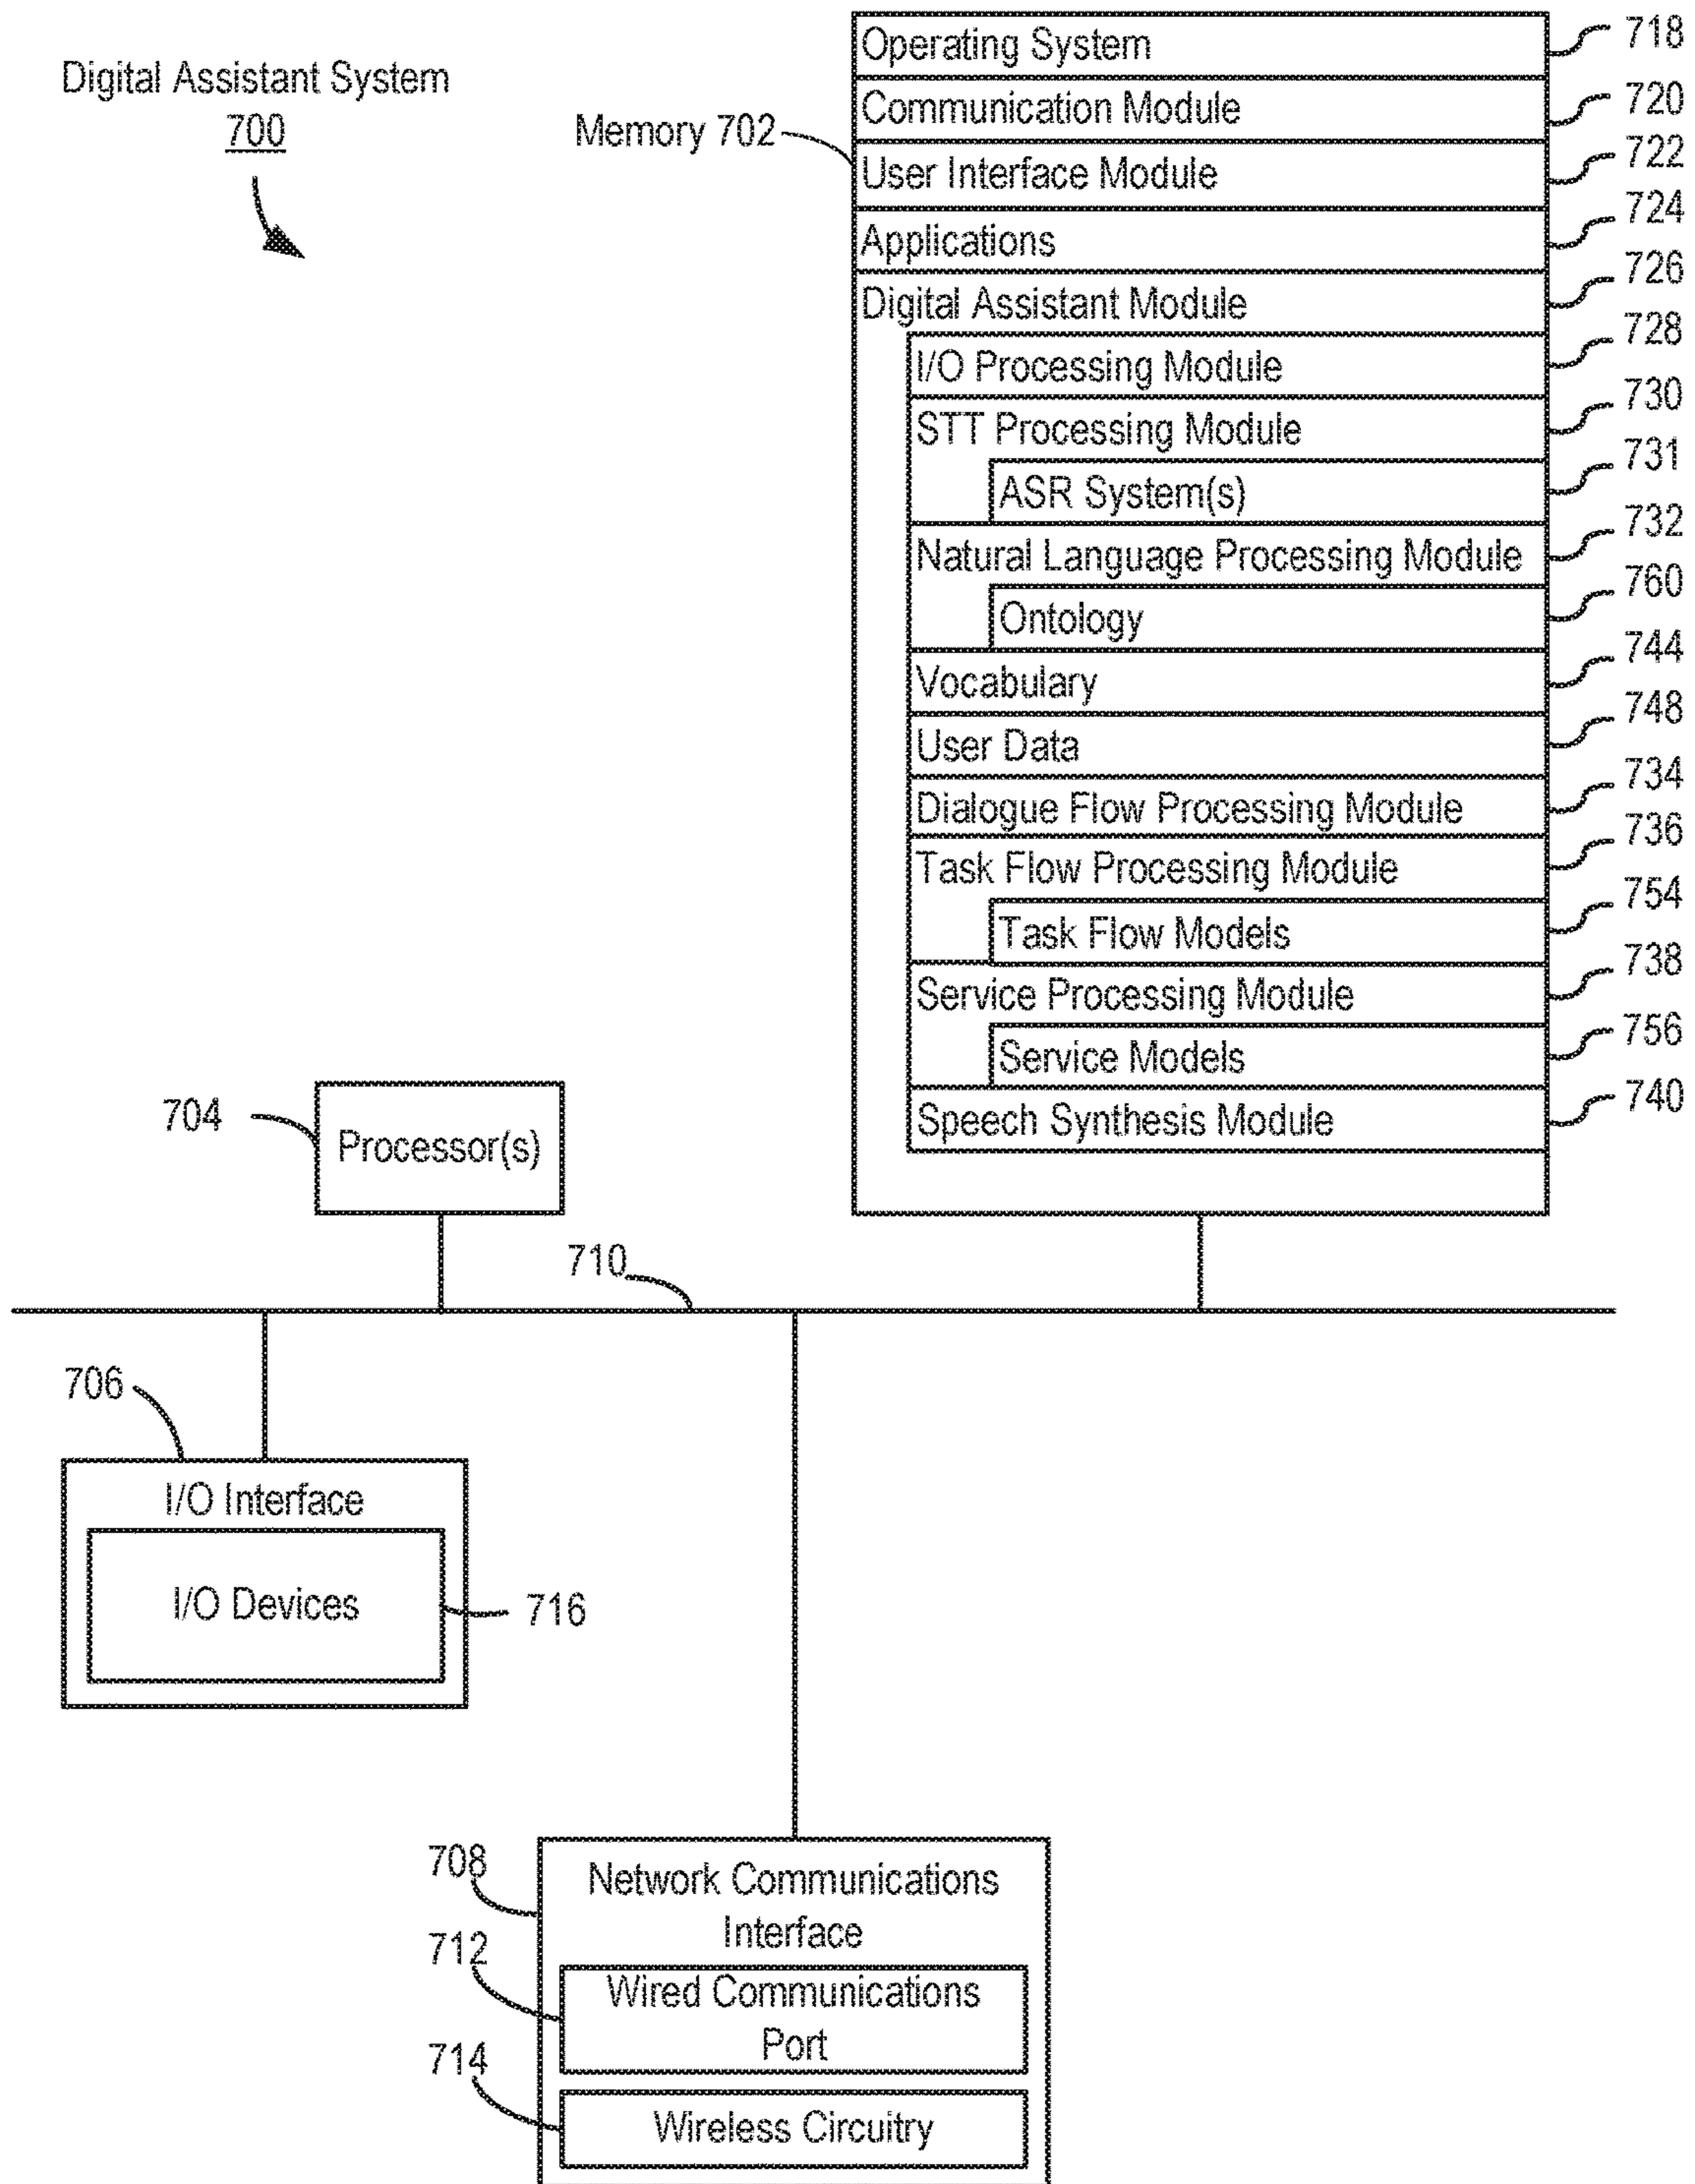 Digital Assistant System
700
Memory 702
Operating System 718
Communication Module 720
User Interface Module 722
Applications 724
Digital Assistant Module 726
I/O Processing Module 728
STT Processing Module 730
ASR System(s) 731
Natural Language Processing Module 732
Ontology 760
Vocabulary 744
User Data 748
Dialogue Flow Processing Module 734
Task Flow Processing Module 736
Task Flow Models 754
Service Processing Module 738
Service Models 756
Speech Synthesis Module 740
704
Processor(s)
710
706
I/O Interface
I/O Devices
716
708
Network Communications
Interface
712
Wired Communications
Port
714
Wireless Circuitry